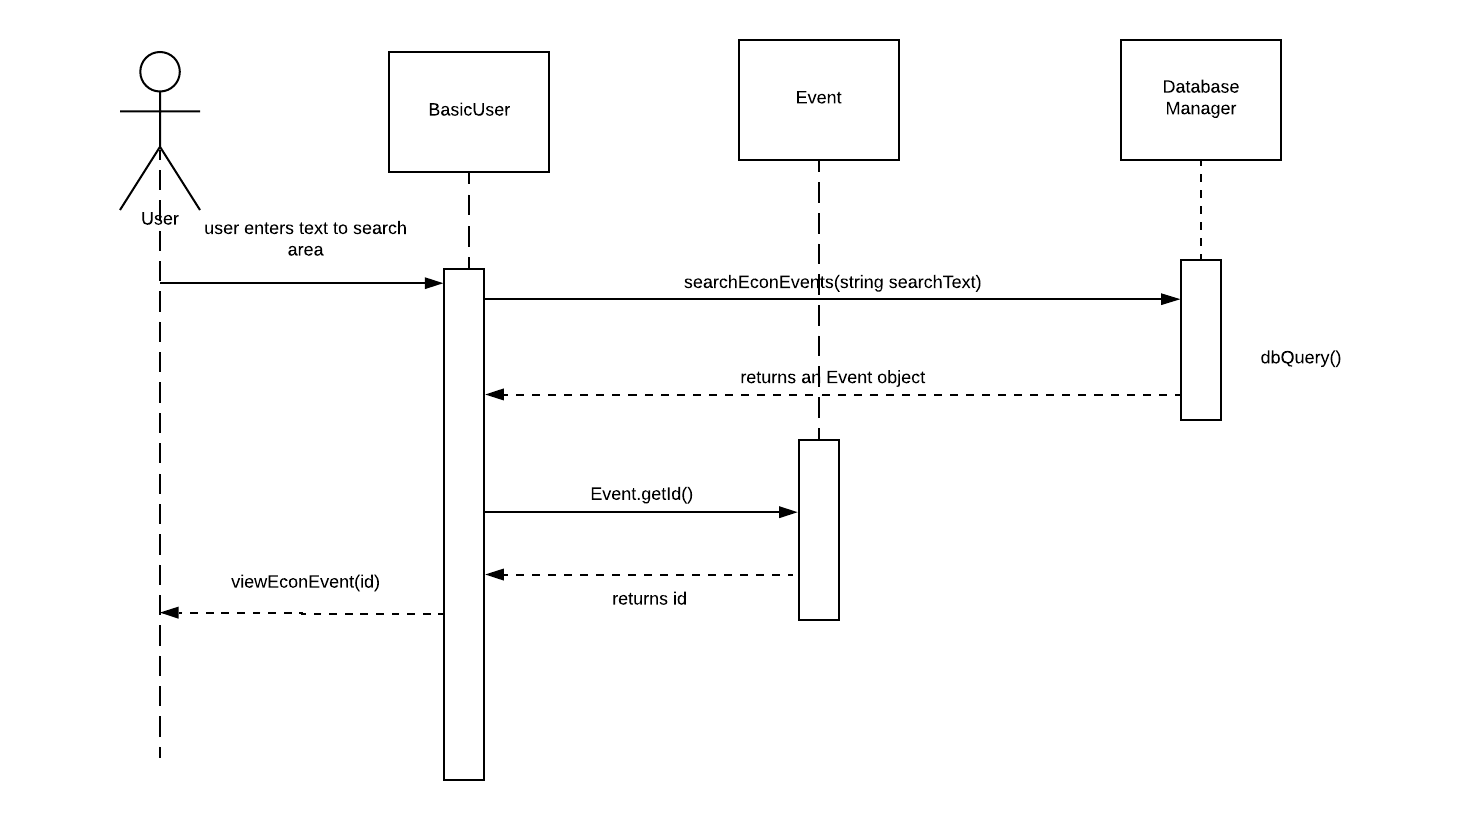 BasicUser
Event
Database
Manager
User
user enters text to search
area
searchEconEvents(string searchText)
dbQuery()
returns an Event object
Event.getId()
viewEconEvent(id)
returns id